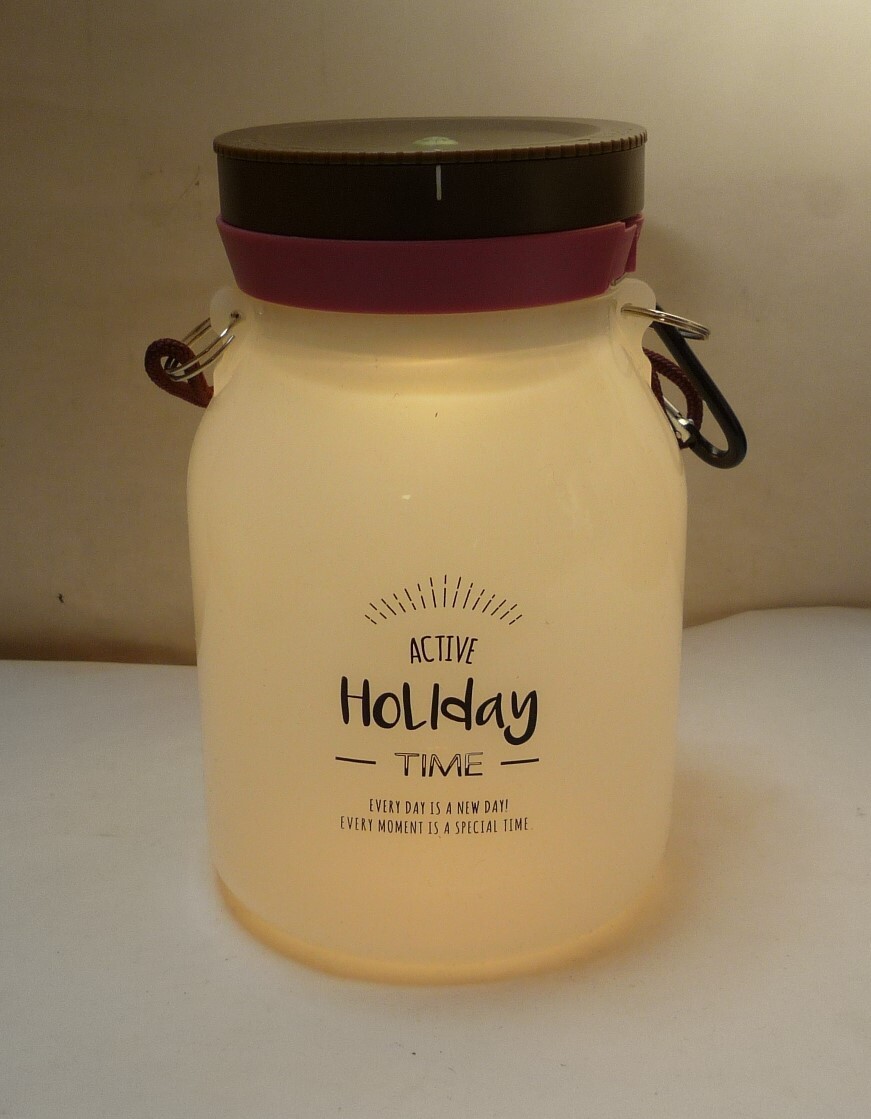 ACTIVE
HoLIday
TIME
EVERY DAY IS A NEW DAY!
EVERY MOMENT IS A SPECIAL TIME